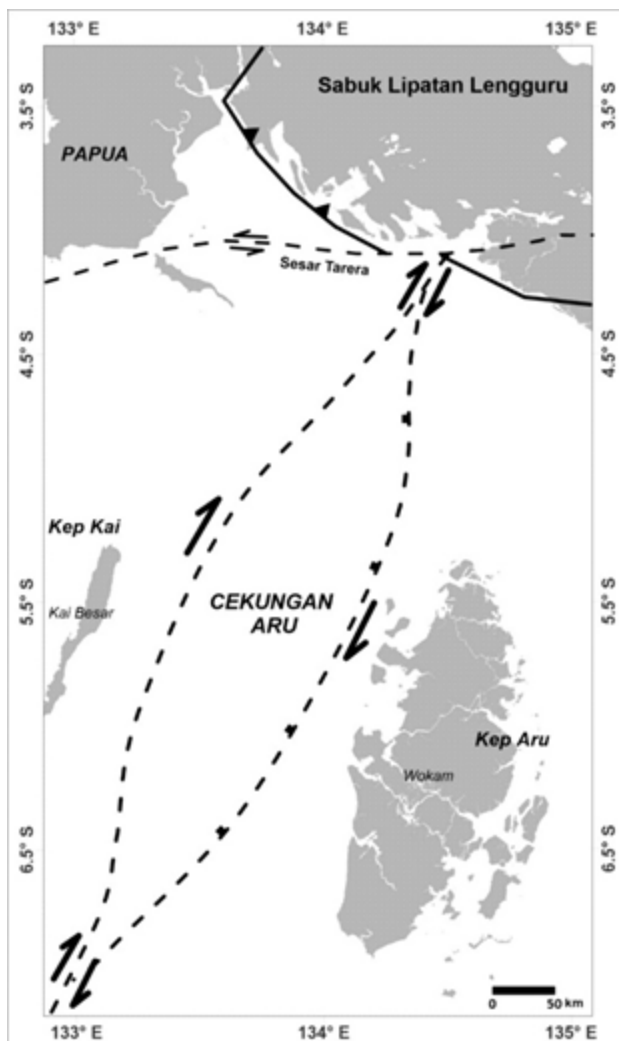 133° E
134° E
135° E
3.5° S
3.5° S
Sabuk Lipatan Lengguru
PAPUA
Sesar Tarera
4.5° S
4.5° S
Kep Kai
Kai Besar
CEKUNGAN
ARU
5.5° S
5.5° S
Kep Aru
Wokam
6.5° S
6.5° S
0
50 km
133° E
134° E
135° E